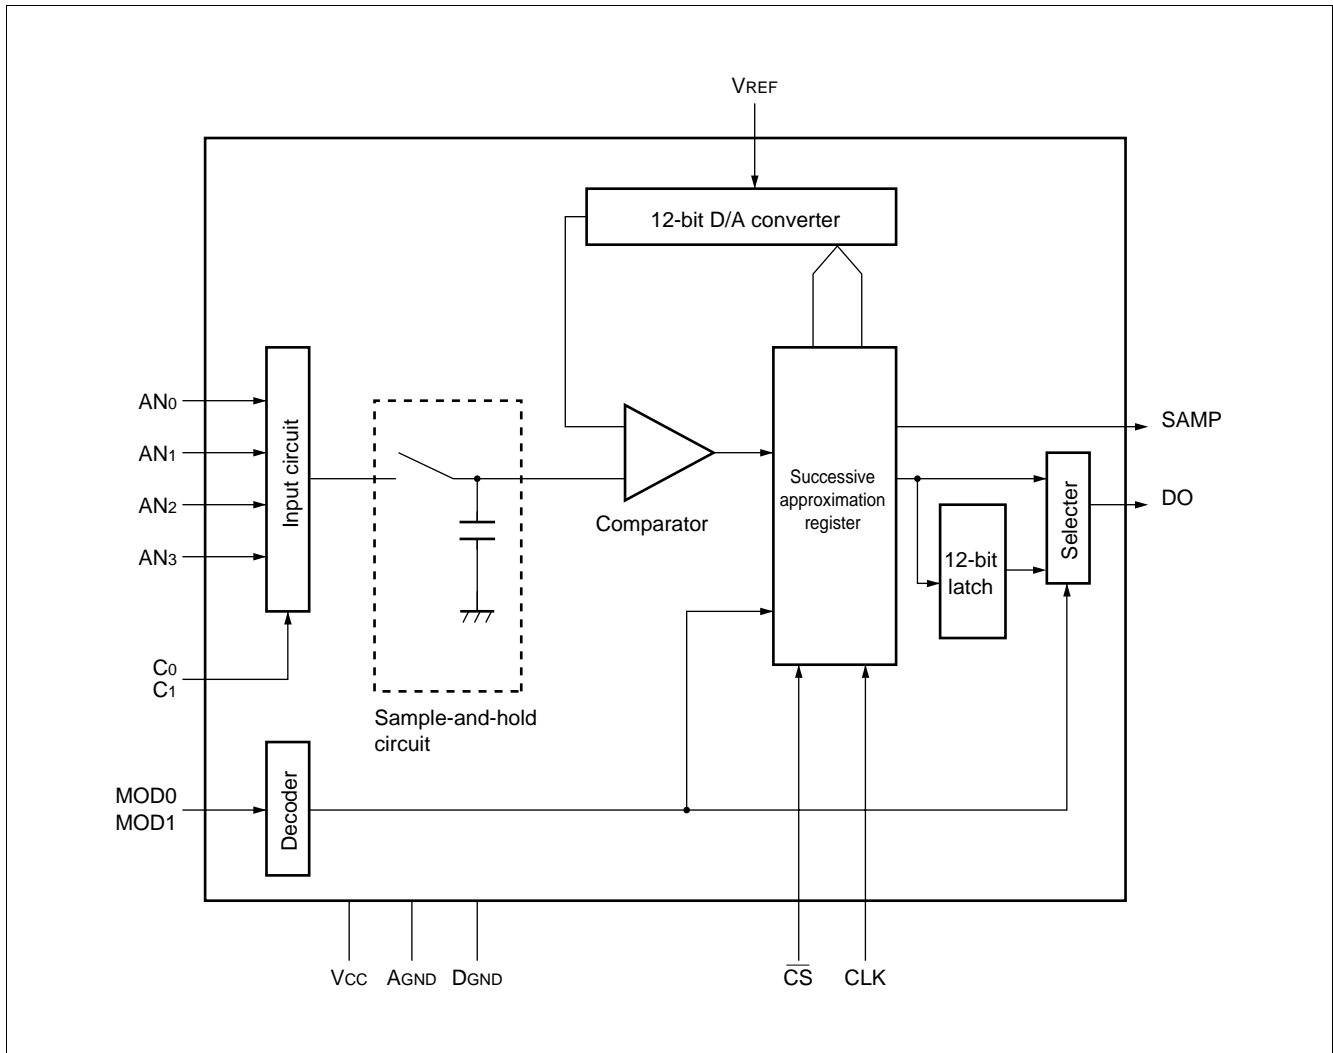 VREF
12-bit D/A converter
AN0
AN1
AN2
AN3
Input circuit
C0
C1
Sample-and-hold
circuit
Comparator
Successive
approximation
register
SAMP
DO
Selecter
12-bit
latch
MOD0
MOD1
Decoder
VCC
AGND
DGND
C̅S̅
CLK